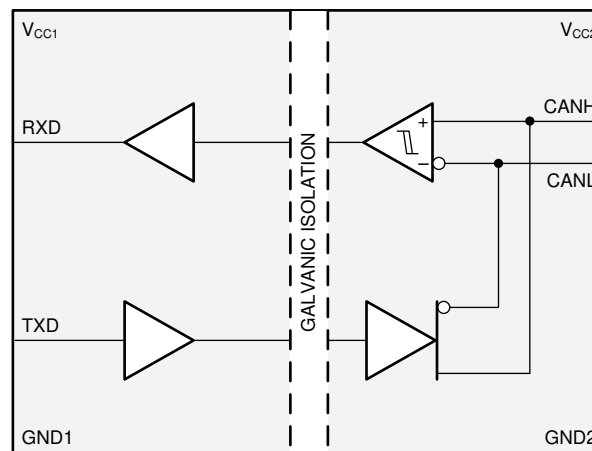 VCC1
VCC2
RXD
CANH
+
−
CANL
GALVANIC ISOLATION
TXD
GND1
GND2